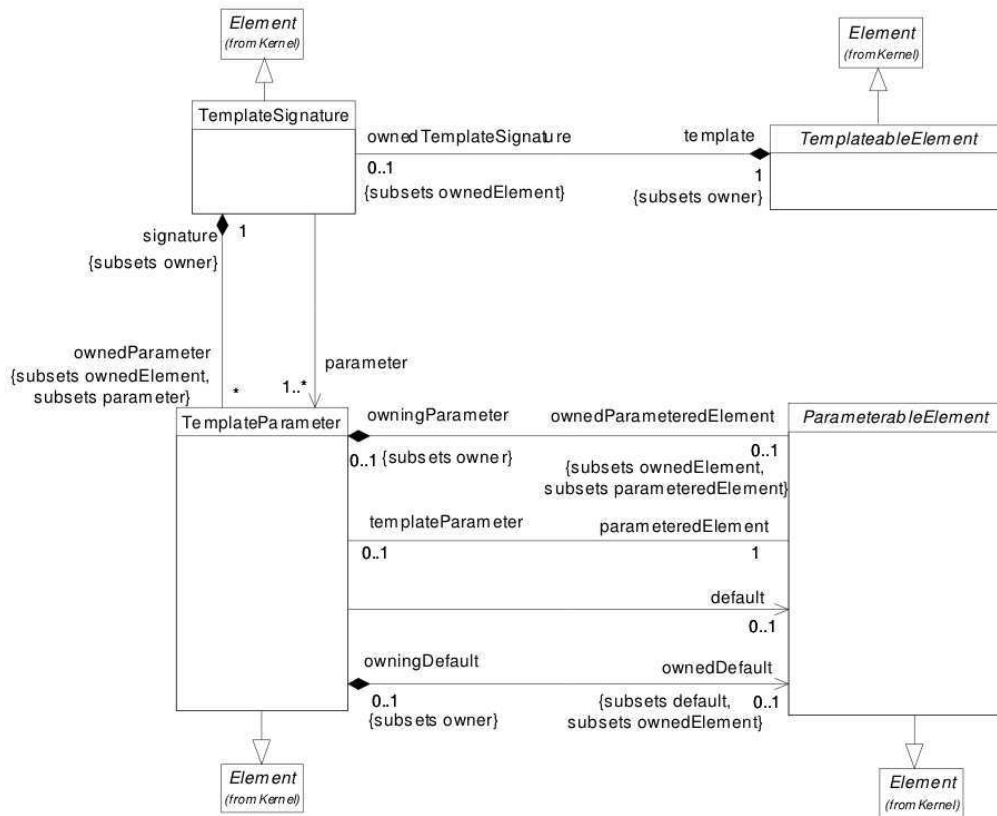 Element
(from Kernel)
Element
(from Kernel)
TemplateSignature
ownedTemplateSignature
template
TemplateableElement
0..1
{subsets ownedElement}
1
{subsets owner}
signature
1
{subsets owner}
ownedParameter
{subsets ownedElement,
subsets parameter}
*
parameter
1..*
TemplateParameter
owningParameter
ownedParameteredElement
ParameterableElement
0..1
{subsets owner}
0..1
{subsets ownedElement,
subsets parameteredElement}
templateParameter
parameteredElement
0..1
1
default
0..1
owningDefault
ownedDefault
0..1
{subsets owner}
{subsets default,
subsets ownedElement}
0..1
Element
(from Kernel)
Element
(from Kernel)